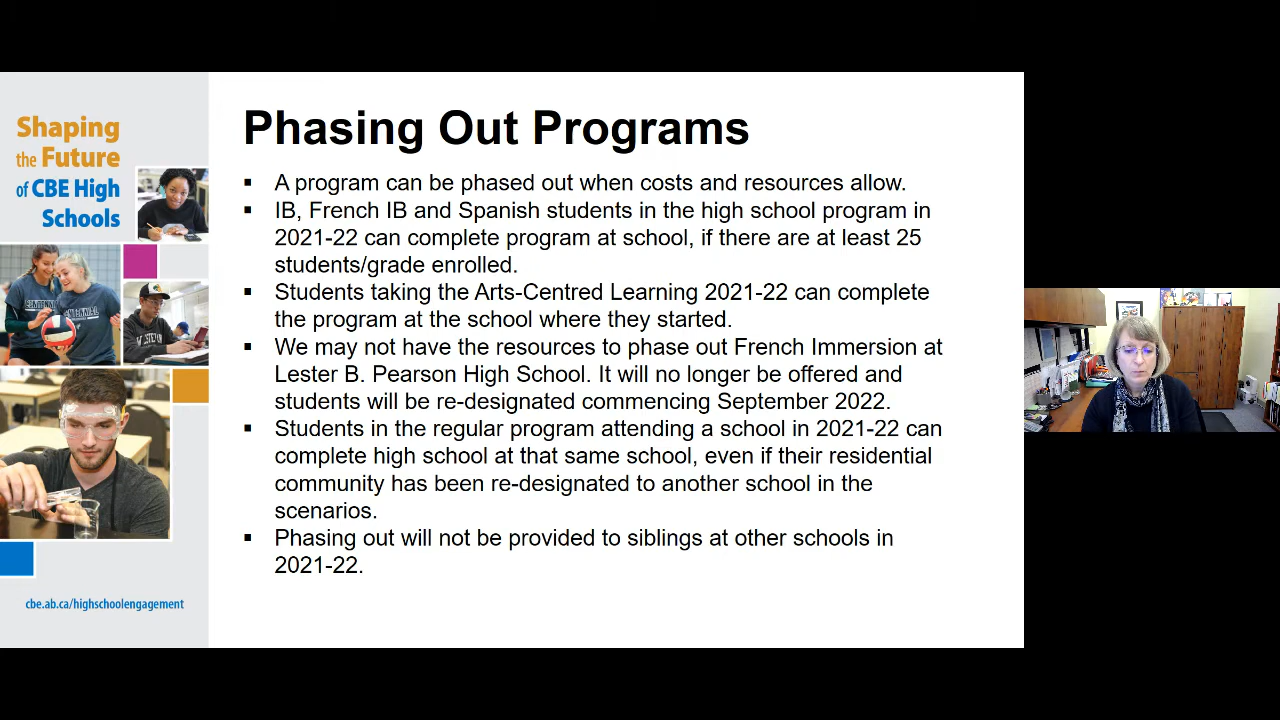 Shaping
the Future
of CBE High
Schools
cbe.ab.ca/highschoolengagement
Phasing Out Programs
▪ A program can be phased out when costs and resources allow.
▪ IB, French IB and Spanish students in the high school program in
2021-22 can complete program at school, if there are at least 25
students/grade enrolled.
▪ Students taking the Arts-Centred Learning 2021-22 can complete
the program at the school where they started.
▪ We may not have the resources to phase out French Immersion at
Lester B. Pearson High School. It will no longer be offered and
students will be re-designated commencing September 2022.
▪ Students in the regular program attending a school in 2021-22 can
complete high school at that same school, even if their residential
community has been re-designated to another school in the
scenarios.
▪ Phasing out will not be provided to siblings at other schools in
2021-22.